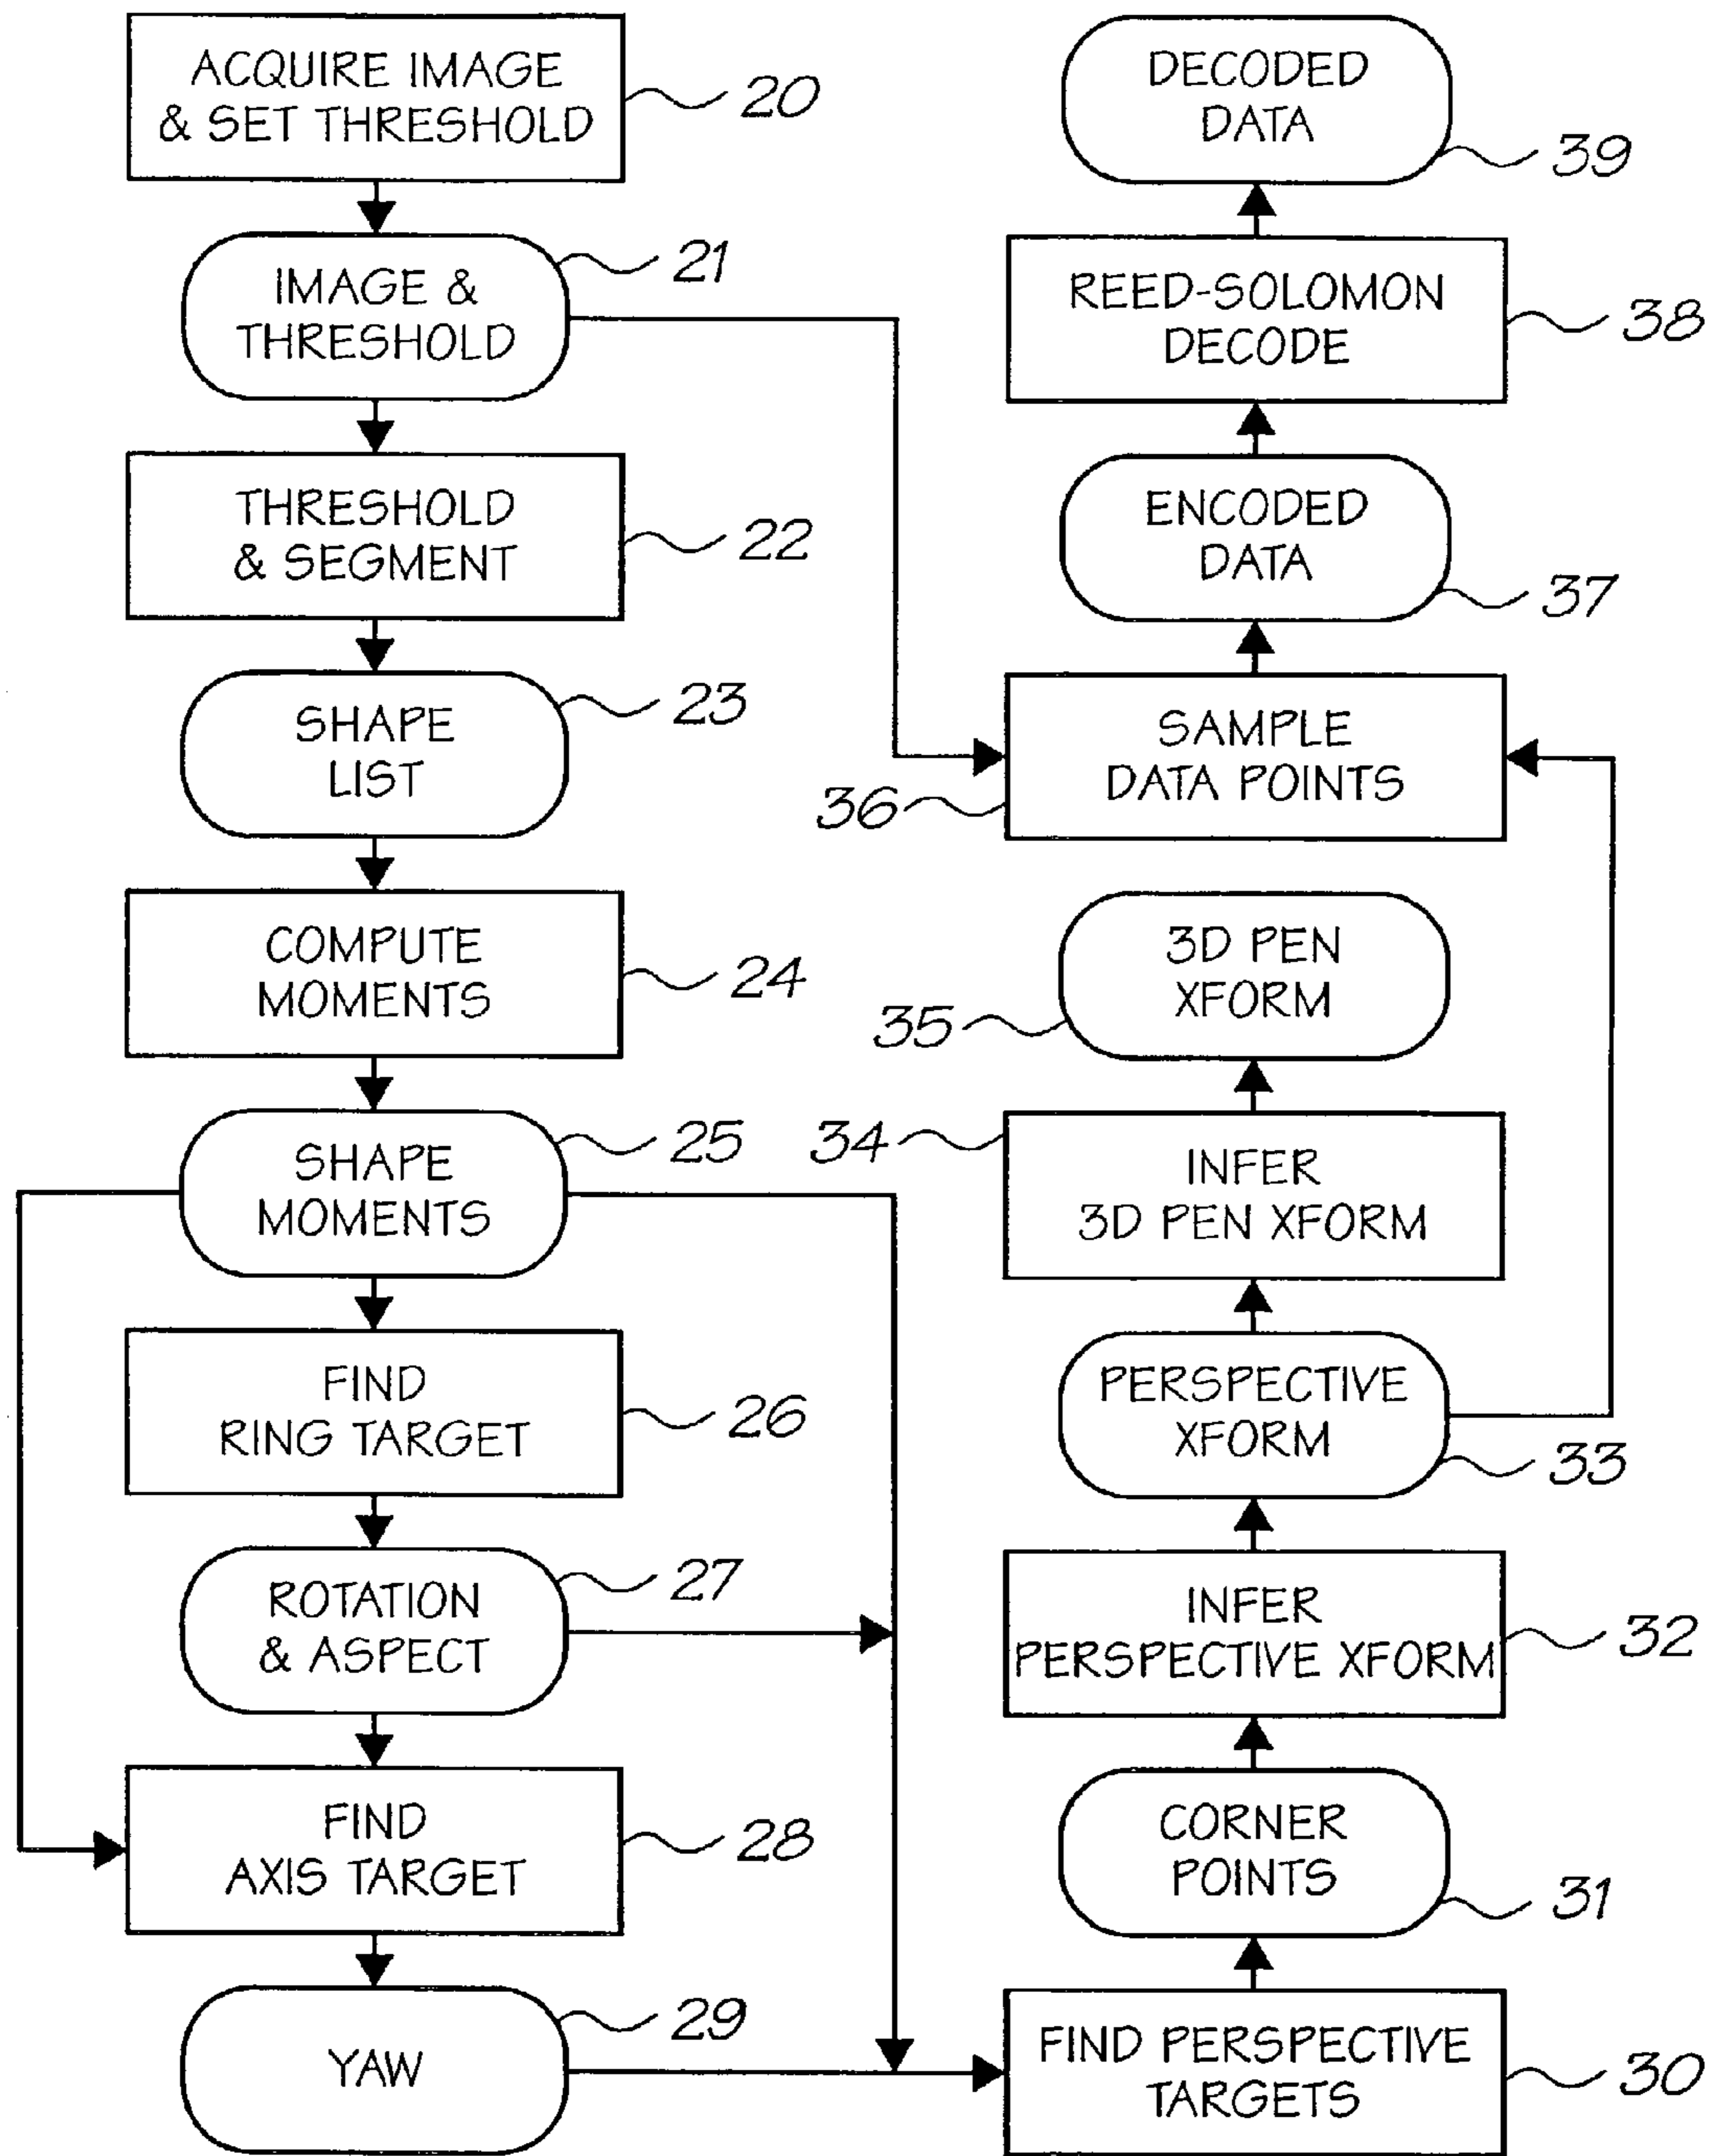 ACQUIRE IMAGE
& SET THRESHOLD
20
IMAGE &
THRESHOLD
21
THRESHOLD
& SEGMENT
22
SHAPE
LIST
23
COMPUTE
MOMENTS
24
SHAPE
MOMENTS
25
FIND
RING TARGET
26
ROTATION
& ASPECT
27
FIND
AXIS TARGET
28
YAW
29
DECODED
DATA
39
REED-SOLOMON
DECODE
38
ENCODED
DATA
37
SAMPLE
DATA POINTS
36
3D PEN
XFORM
35
INFER
3D PEN XFORM
34
PERSPECTIVE
XFORM
33
INFER
PERSPECTIVE XFORM
32
CORNER
POINTS
31
FIND PERSPECTIVE
TARGETS
30